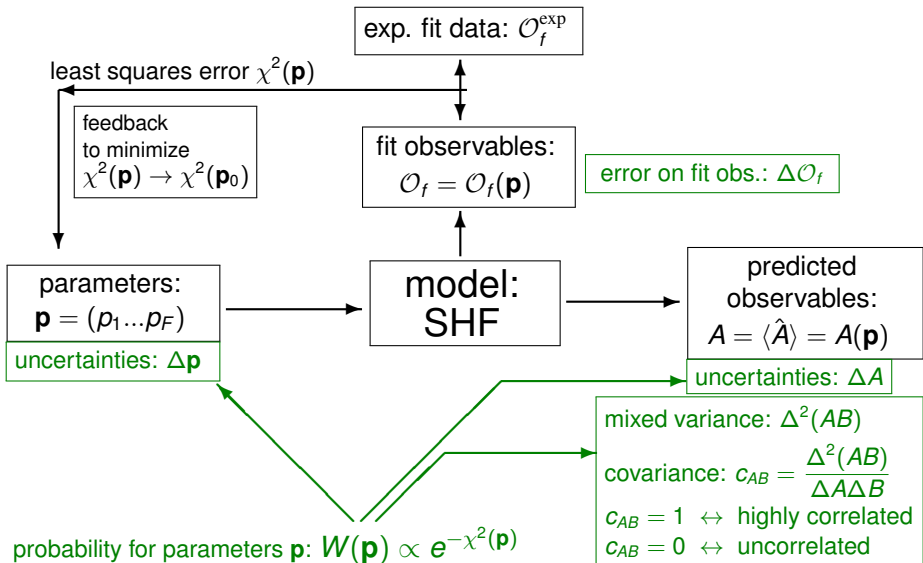 exp. fit data: 𝒪_f^exp
least squares error χ²(𝐩)
feedback
to minimize
χ²(𝐩) → χ²(𝐩₀)
fit observables:
𝒪_f = 𝒪_f(𝐩)
error on fit obs.: Δ𝒪_f
parameters:
𝐩 = (p₁...p_F)
uncertainties: Δ𝐩
model:
SHF
predicted
observables:
A = ⟨Â⟩ = A(𝐩)
uncertainties: ΔA
mixed variance: Δ²(AB)
covariance: c_AB = Δ²(AB) / ΔAΔB
c_AB = 1 ↔ highly correlated
c_AB = 0 ↔ uncorrelated
probability for parameters 𝐩: W(𝐩) ∝ e^{−χ²(𝐩)}